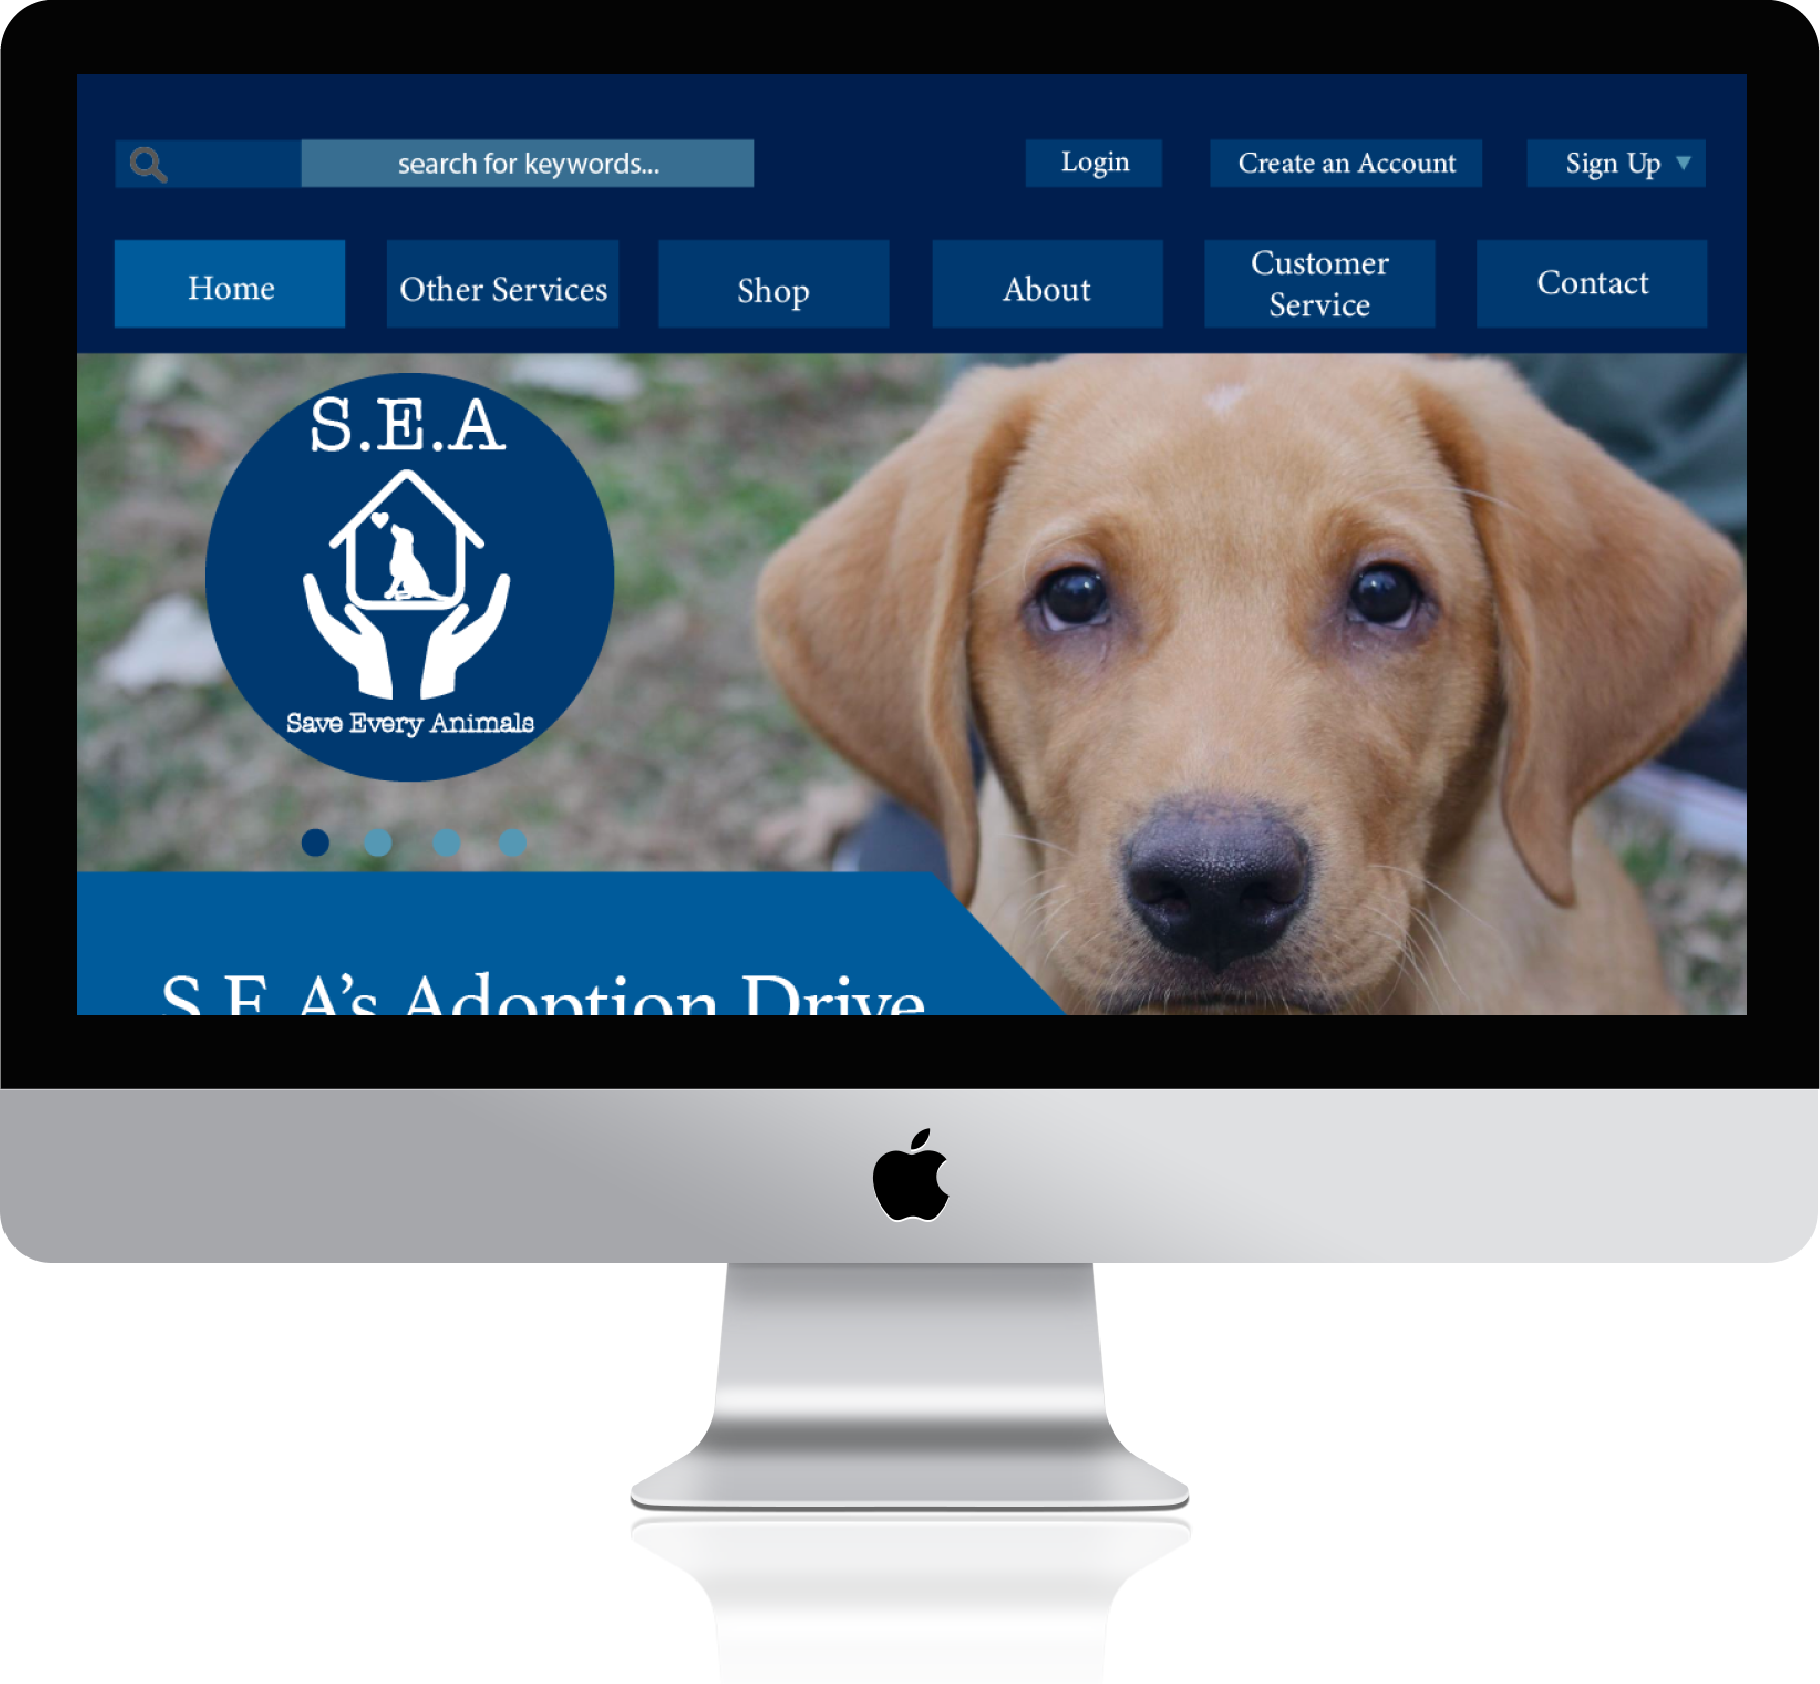 search for keywords...
Login
Create an Account
Sign Up
Home
Other Services
Shop
About
Customer
Service
Contact
S.E.A
Save Every Animals
S.E.A's Adoption Drive